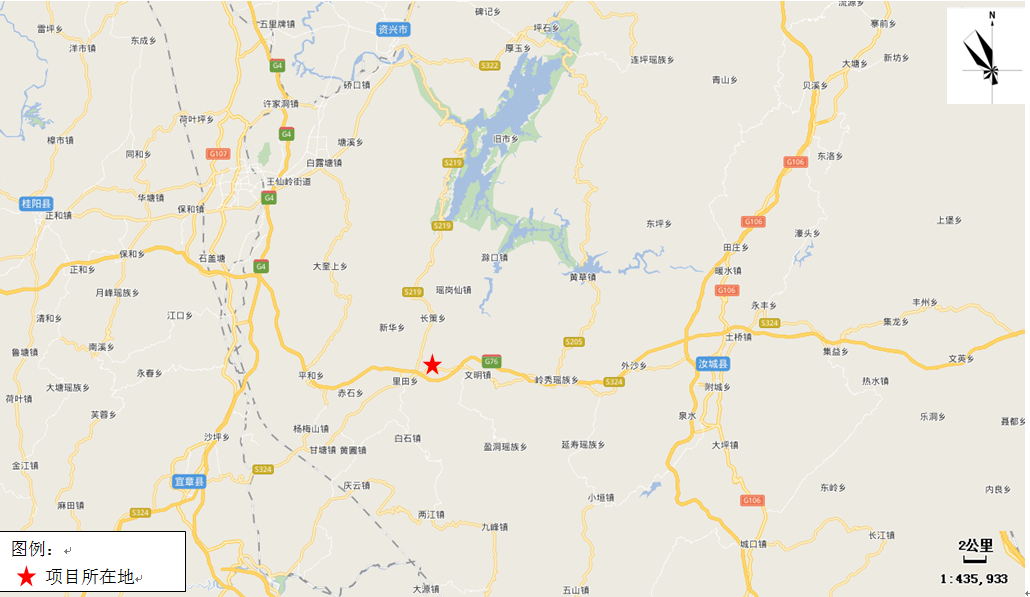 流源乡
碑记乡
寨前乡
五里牌镇
雷坪乡
资兴市
坪石乡
N
东成乡
洋市镇
厚玉乡
连坪瑶族乡
新坊乡
大塘乡
G4
S322
青山乡
贝溪乡
硚口镇
许家洞镇
荷叶坪乡
G4
旧市乡
樟市镇
塘溪乡
同和乡
G107
白露塘镇
S219
G106
东洛乡
王仙岭街道
G4
华塘镇
桂阳县
正和镇
保和镇
S219
东坪乡
G106
上堡乡
濠头乡
田庄乡
保和乡
石盖塘
滁口镇
正和乡
G4
大奎上乡
黄草镇
暖水镇
月峰瑶族乡
S219
瑶岗仙镇
G106
丰州乡
永丰乡
清和乡
江口乡
长策乡
新华乡
S324
集龙乡
土桥镇
鲁塘镇
南溪乡
S205
集益乡
文英乡
G76
外沙乡
汝城县
永春乡
平和乡
里田乡
文明镇
岭秀瑶族乡
S324
热水镇
大塘瑶族乡
赤石乡
附城乡
荷叶镇
芙蓉乡
泉水
乐洞乡
聂都乡
杨梅山镇
沙坪乡
白石镇
盈洞瑶族乡
延寿瑶族乡
大坪镇
甘塘镇
黄圃镇
金江镇
S324
宜章县
庆云镇
东岭乡
内良乡
小垣镇
麻田镇
S324
两江镇
G106
九峰镇
长江镇
城口镇
图例：
项目所在地
大源镇
五山镇
2公里
1:435,933